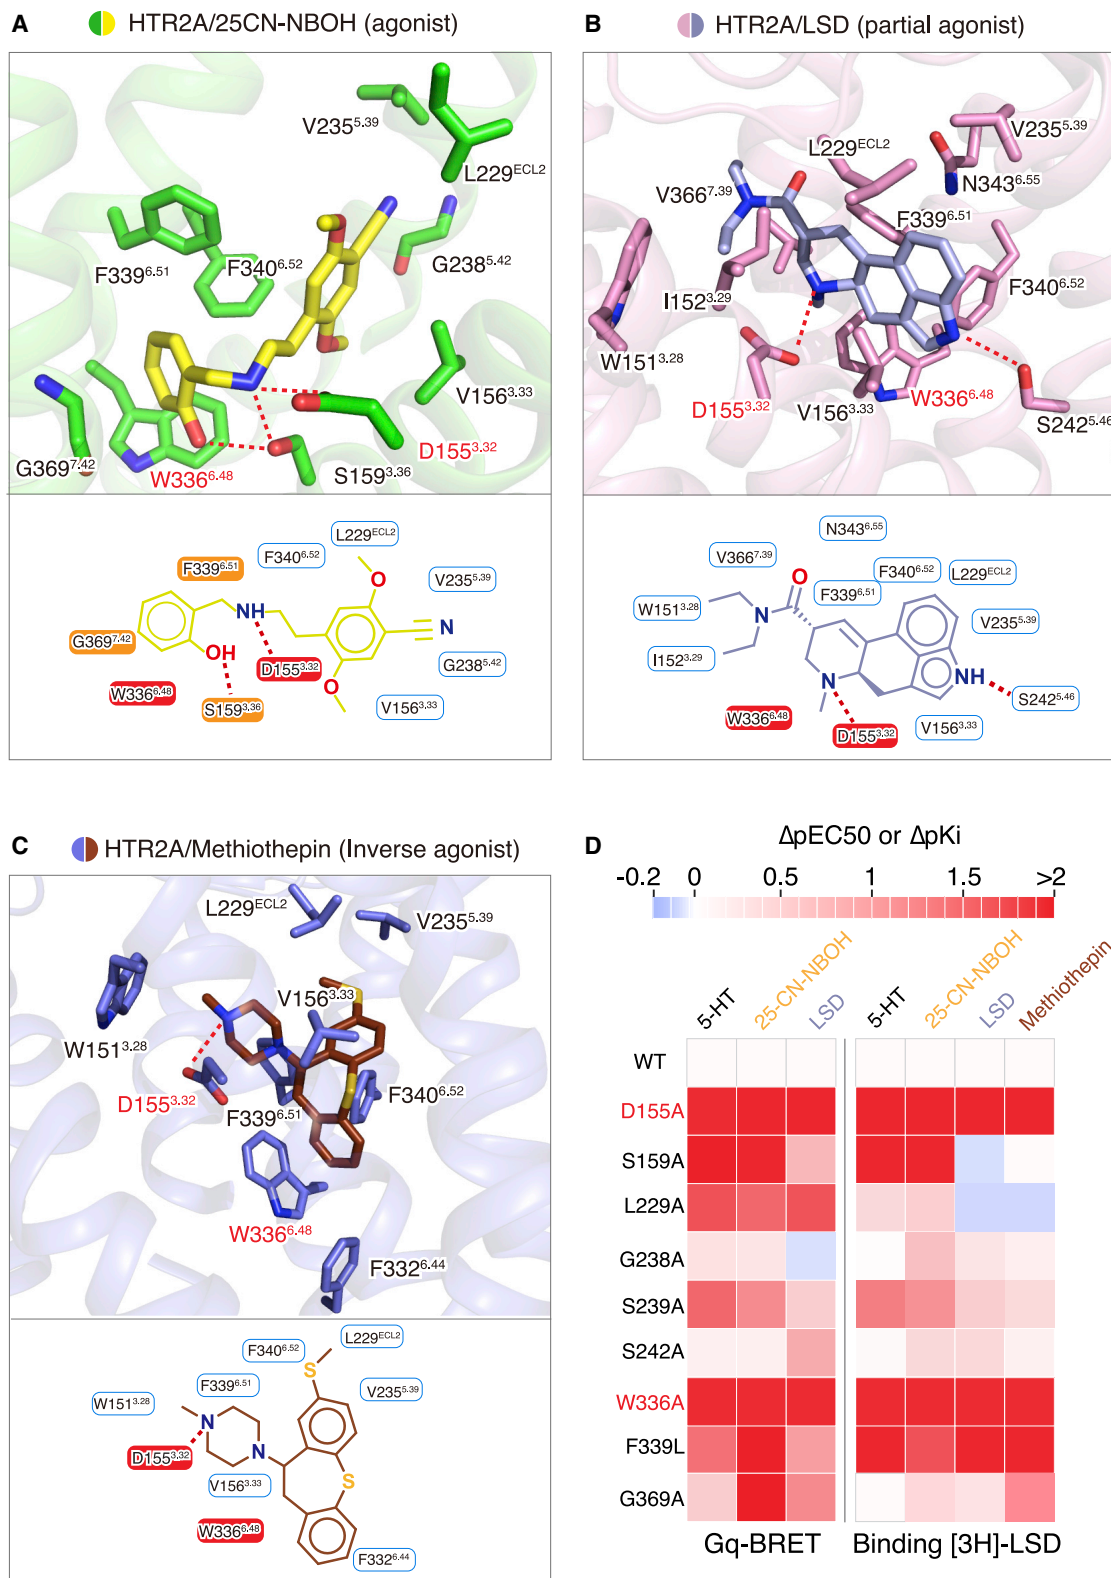 A HTR2A/25CN-NBOH (agonist)
V235^5.39
L229^ECL2
G238^5.42
F339^6.51
F340^6.52
V156^3.33
D155^3.32
G369^7.42
W336^6.48
S159^3.36
L229^ECL2
F340^6.52
F339^6.51
V235^5.39
O
NH
N
G369^7.42
OH
D155^3.32
G238^5.42
W336^6.48
O
S159^3.36
V156^3.33
B HTR2A/LSD (partial agonist)
V235^5.39
L229^ECL2
N343^6.55
V366^7.39
F339^6.51
F340^6.52
I152^3.29
W151^3.28
D155^3.32
V156^3.33
W336^6.48
S242^5.46
N343^6.55
V366^7.39
O
F340^6.52
L229^ECL2
F339^6.51
W151^3.28
N
V235^5.39
I152^3.29
N
NH
S242^5.46
W336^6.48
D155^3.32
V156^3.33
C HTR2A/Methiothepin (Inverse agonist)
L229^ECL2
V235^5.39
V156^3.33
W151^3.28
D155^3.32
F339^6.51
F340^6.52
W336^6.48
F332^6.44
L229^ECL2
F340^6.52
S
F339^6.51
V235^5.39
W151^3.28
N
D155^3.32
N
V156^3.33
S
W336^6.48
F332^6.44
D ΔpEC50 or ΔpKi
-0.2 0 0.5 1 1.5 >2
5-HT 25-CN-NBOH LSD 5-HT 25-CN-NBOH LSD Methiothepin
WT
D155A
S159A
L229A
G238A
S239A
S242A
W336A
F339L
G369A
Gq-BRET Binding [3H]-LSD